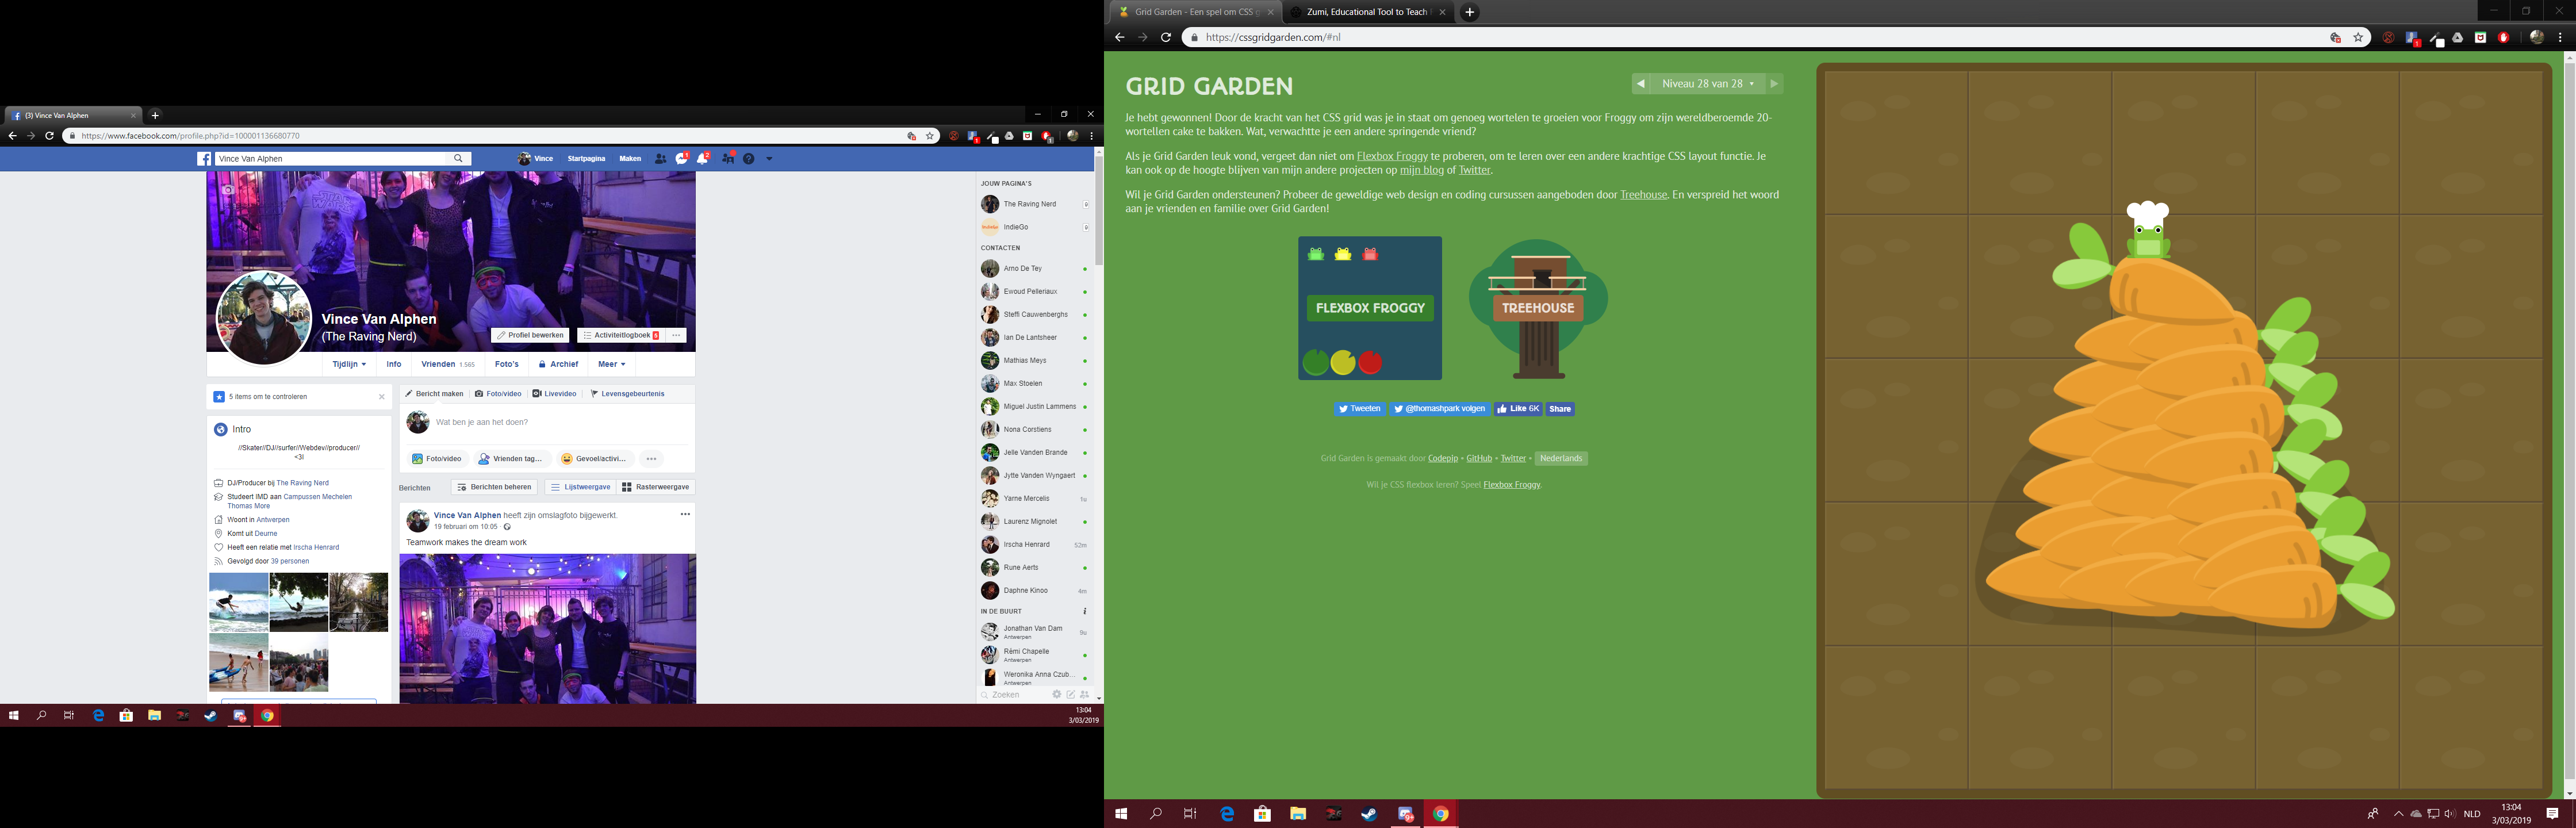 (3) Vince Van Alphen
https://www.facebook.com/profile.php?id=100001136680770
Vince Van Alphen
Vince
Startpagina
Maken
Vince Van Alphen
(The Raving Nerd)
Profiel bewerken
Activiteitlogboek 5
Tijdlijn
Info
Vrienden 1.565
Foto's
Archief
Meer
5 items om te controleren
Intro
//Skater//DJ//surfer//Webdev//producer//
<3I
DJ/Producer bij The Raving Nerd
Studeert IMD aan Campussen Mechelen
Thomas More
Woont in Antwerpen
Komt uit Deurne
Heeft een relatie met Irscha Henrard
Gevolgd door 39 personen
Bericht maken
Foto/video
Livevideo
Levensgebeurtenis
Wat ben je aan het doen?
Foto/video
Vrienden tag...
Gevoel/activi...
Berichten
Berichten beheren
Lijstweergave
Rasterweergave
Vince Van Alphen heeft zijn omslagfoto bijgewerkt.
19 februari om 10:05
Teamwork makes the dream work
JOUW PAGINA'S
The Raving Nerd
IndieGo
CONTACTEN
Arno De Tey
Ewoud Pelleriaux
Steffi Cauwenberghs
Ian De Lantsheer
Mathias Meys
Max Stoelen
Miguel Justin Lammens
Nona Corstiens
Jelle Vanden Brande
Jytte Vanden Wyngaert
Yarne Mercelis 1u
Laurenz Mignolet
Irscha Henrard 52m
Rune Aerts
Daphne Kinoo 4m
IN DE BUURT
Jonathan Van Dam 9u
Antwerpen
Rémi Chapelle
Antwerpen
Weronika Anna Czub...
Antwerpen
Zoeken
13:04
3/03/2019
Grid Garden - Een spel om CSS g
Zumi, Educational Tool to Teach
https://cssgridgarden.com/#nl
GRID GARDEN
Niveau 28 van 28
Je hebt gewonnen! Door de kracht van het CSS grid was je in staat om genoeg wortelen te groeien voor Froggy om zijn wereldberoemde 20-
wortellen cake te bakken. Wat, verwachtte je een andere springende vriend?
Als je Grid Garden leuk vond, vergeet dan niet om Flexbox Froggy te proberen, om te leren over een andere krachtige CSS layout functie. Je
kan ook op de hoogte blijven van mijn andere projecten op mijn blog of Twitter.
Wil je Grid Garden ondersteunen? Probeer de geweldige web design en coding cursussen aangeboden door Treehouse. En verspreid het woord
aan je vrienden en familie over Grid Garden!
FLEXBOX FROGGY
TREEHOUSE
Tweeten
@thomashpark volgen
Like 6K
Share
Grid Garden is gemaakt door Codepip • GitHub • Twitter • Nederlands
Wil je CSS flexbox leren? Speel Flexbox Froggy.
NLD
13:04
3/03/2019